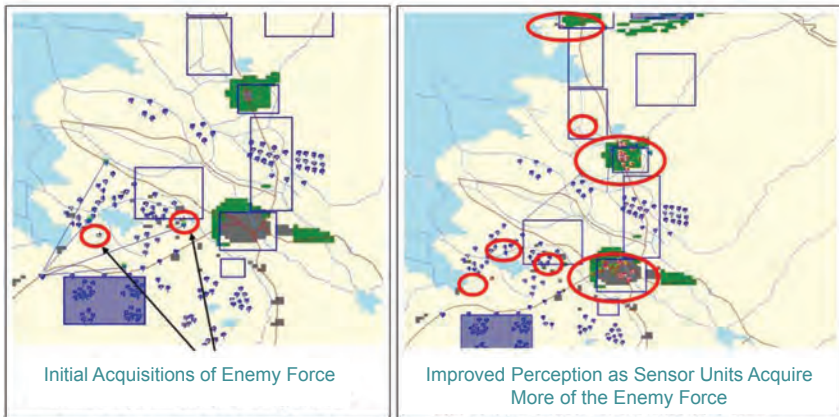 Initial Acquisitions of Enemy Force
Improved Perception as Sensor Units Acquire
More of the Enemy Force